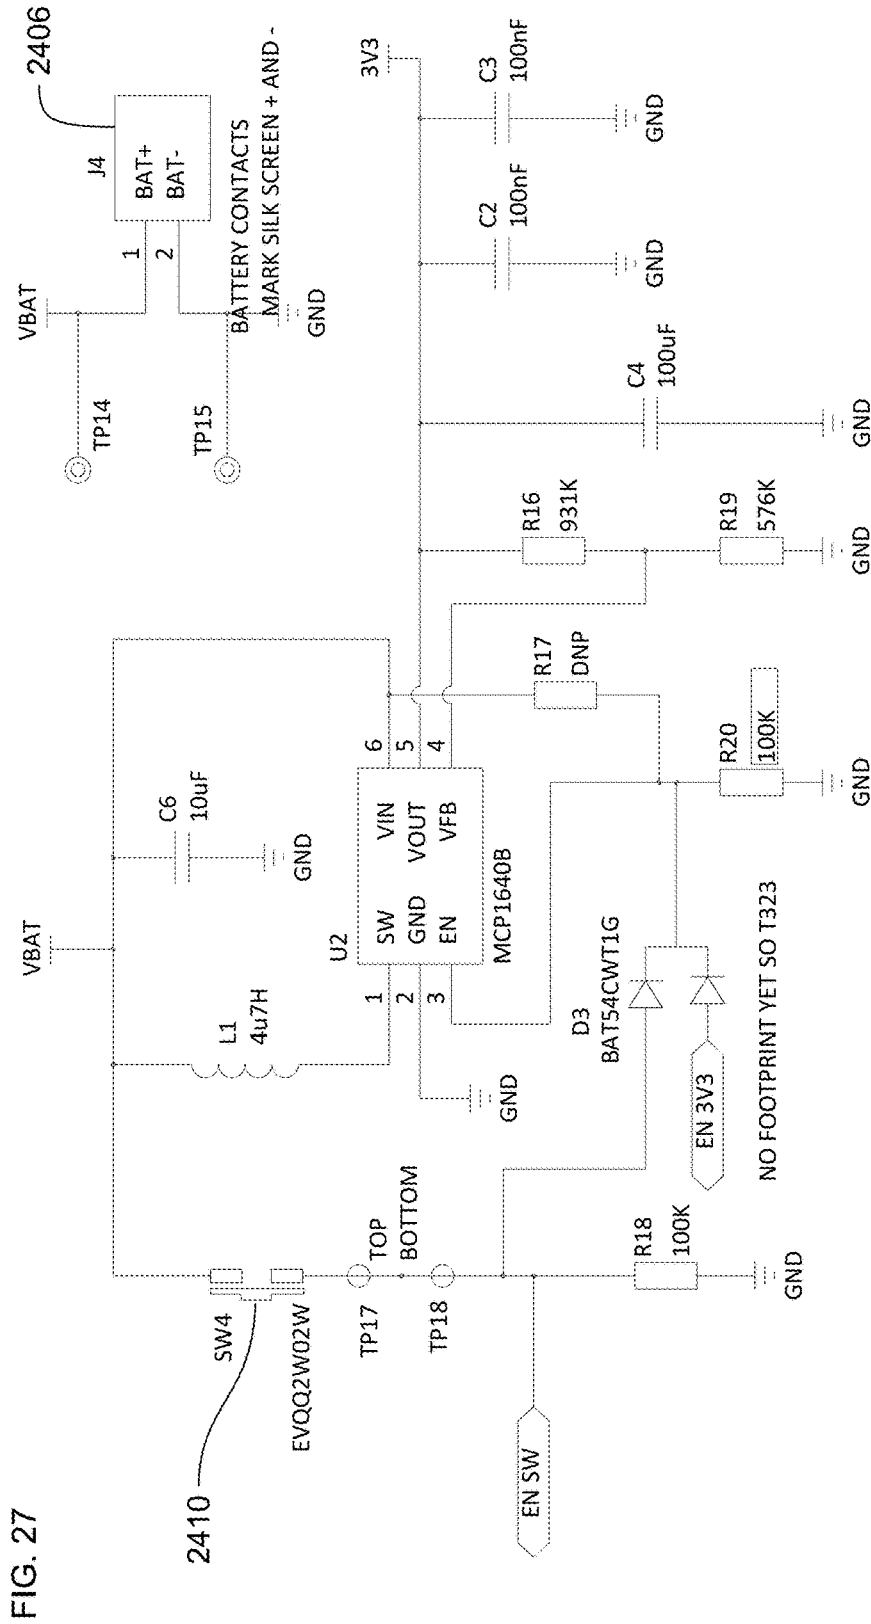 FIG. 27
2410
SW4
EVQQ2W02W
TP17
TOP
BOTTOM
TP18
EN SW
R18
100K
GND
VBAT
L1
4u7H
C6
10uF
GND
U2
SW
GND
EN
VIN
VOUT
VFB
MCP1640B
1
2
3
6
5
4
GND
D3
BAT54CWT1G
EN 3V3
NO FOOTPRINT YET SO T323
R17
DNP
R20
100K
GND
R16
931K
R19
576K
GND
C4
100uF
GND
C2
100nF
GND
C3
100nF
GND
3V3
VBAT
TP14
TP15
1
2
J4
BAT+
BAT-
2406
BATTERY CONTACTS
MARK SILK SCREEN + AND -
GND